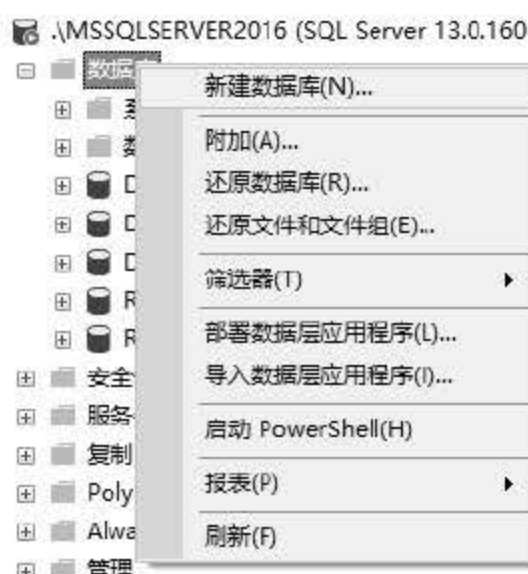 .\MSSQLSERVER2016 (SQL Server 13.0.160
数据
新建数据库(N)...
附加(A)...
还原数据库(R)...
还原文件和文件组(E)...
筛选器(T)
部署数据层应用程序(L)...
导入数据层应用程序(I)...
安全
启动 PowerShell(H)
服务
复制
报表(P)
Poly
Alwa
刷新(F)
管理